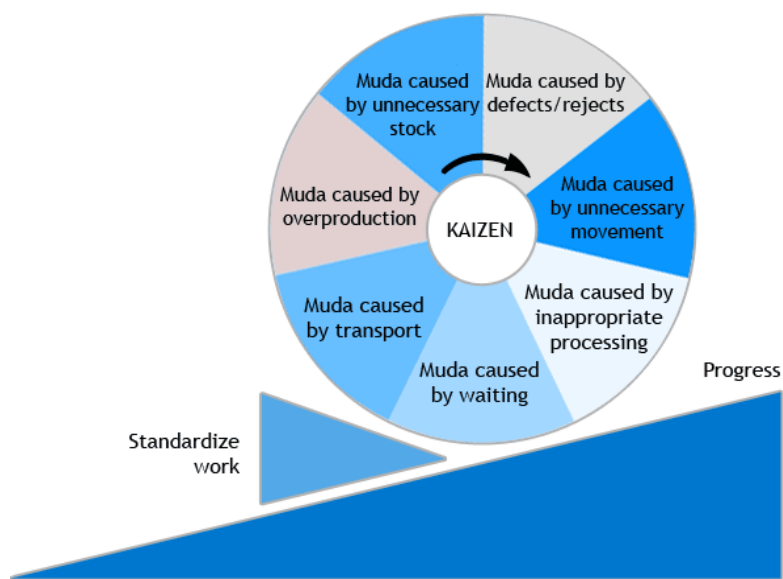 Muda caused
by unnecessary
stock
Muda caused by
defects/rejects
Muda caused by
overproduction
KAIZEN
Muda caused
by unnecessary
movement
Muda caused
by transport
Muda caused by
inappropriate
processing
Muda caused
by waiting
Progress
Standardize
work